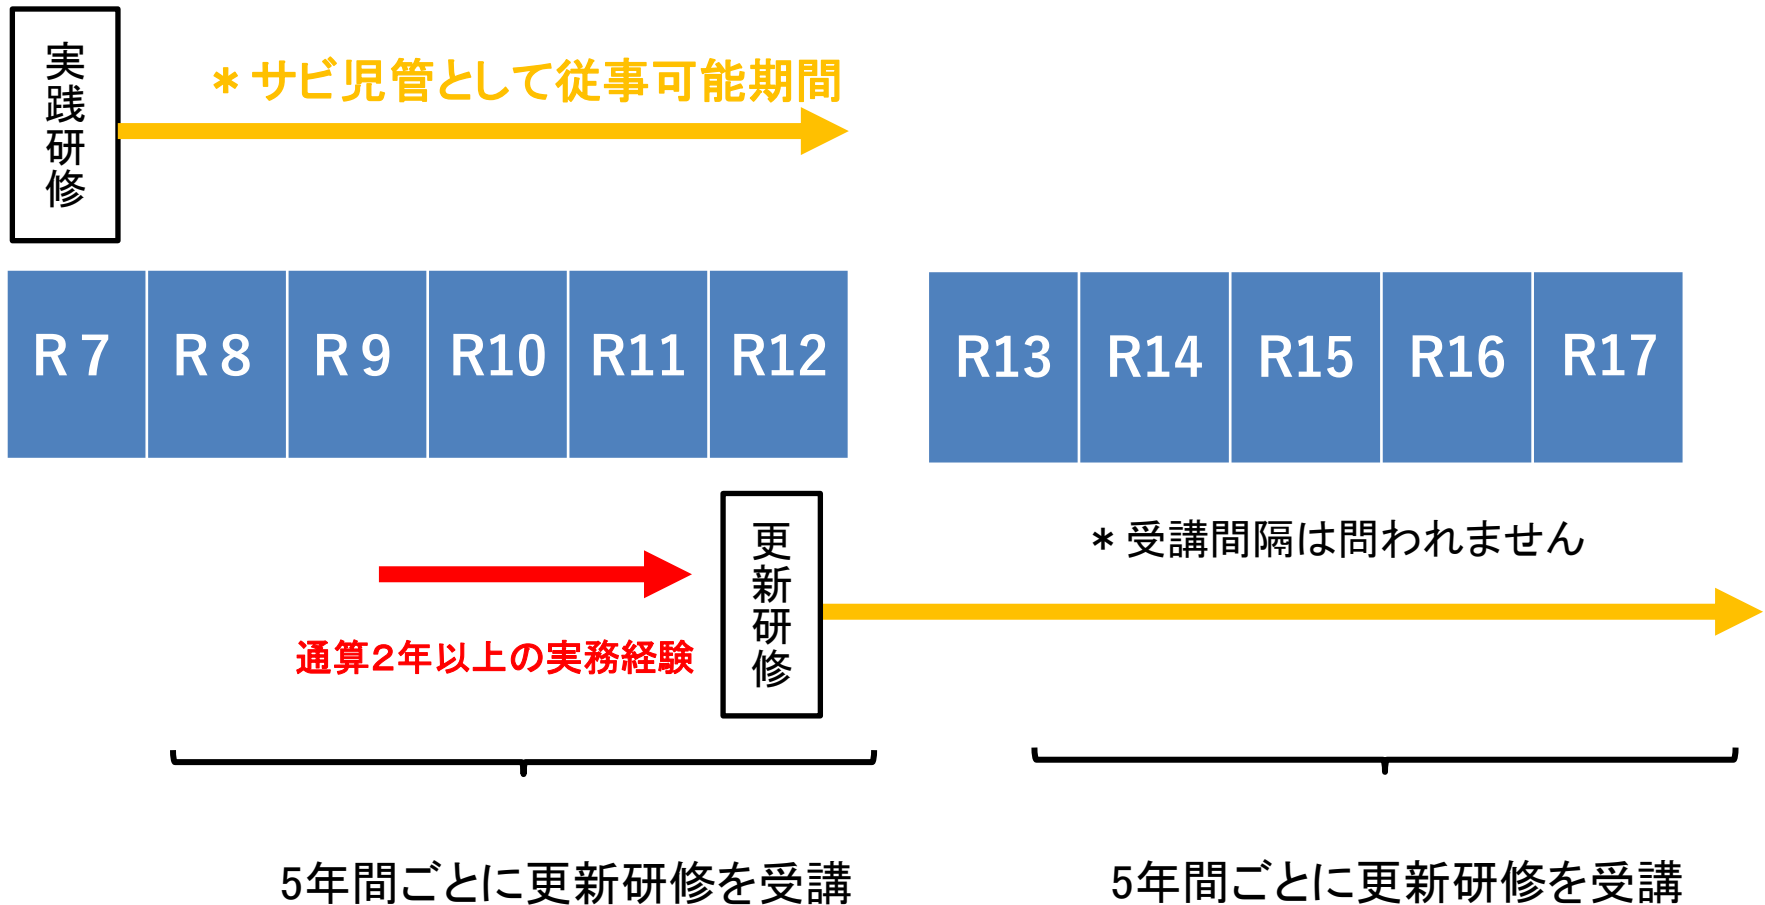 実践研修
＊サビ児管として従事可能期間
R７ R８ R９ R10 R11 R12 R13 R14 R15 R16 R17
更新研修
＊受講間隔は問われません
通算２年以上の実務経験
5年間ごとに更新研修を受講
5年間ごとに更新研修を受講